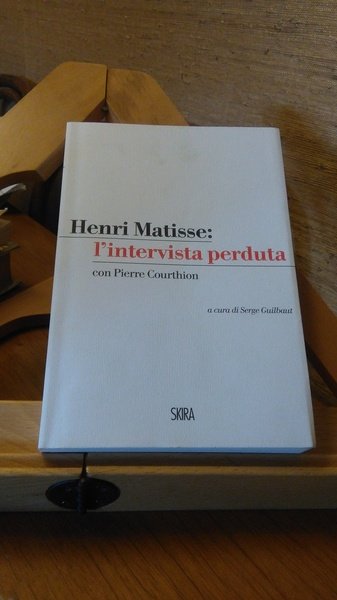 Henri Matisse:
l'intervista perduta
con Pierre Courthion
a cura di Serge Guilbaut
SKIRA